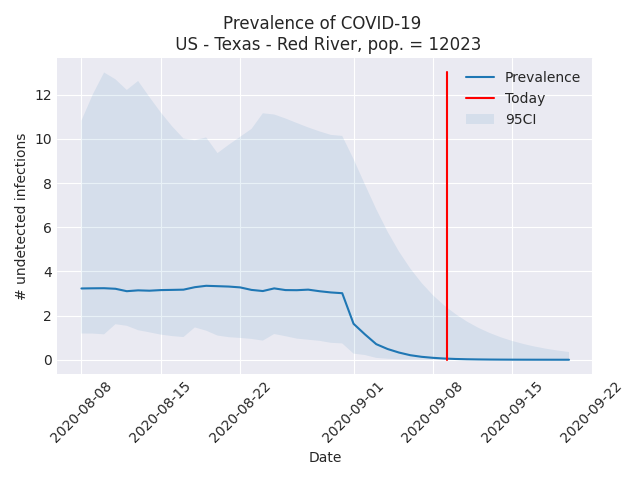 Prevalence of COVID-19
US - Texas - Red River, pop. = 12023
# undetected infections
12
10
8
6
4
2
0
Prevalence
Today
95CI
2020-08-08
2020-08-15
2020-08-22
2020-09-01
2020-09-08
2020-09-15
2020-09-22
Date